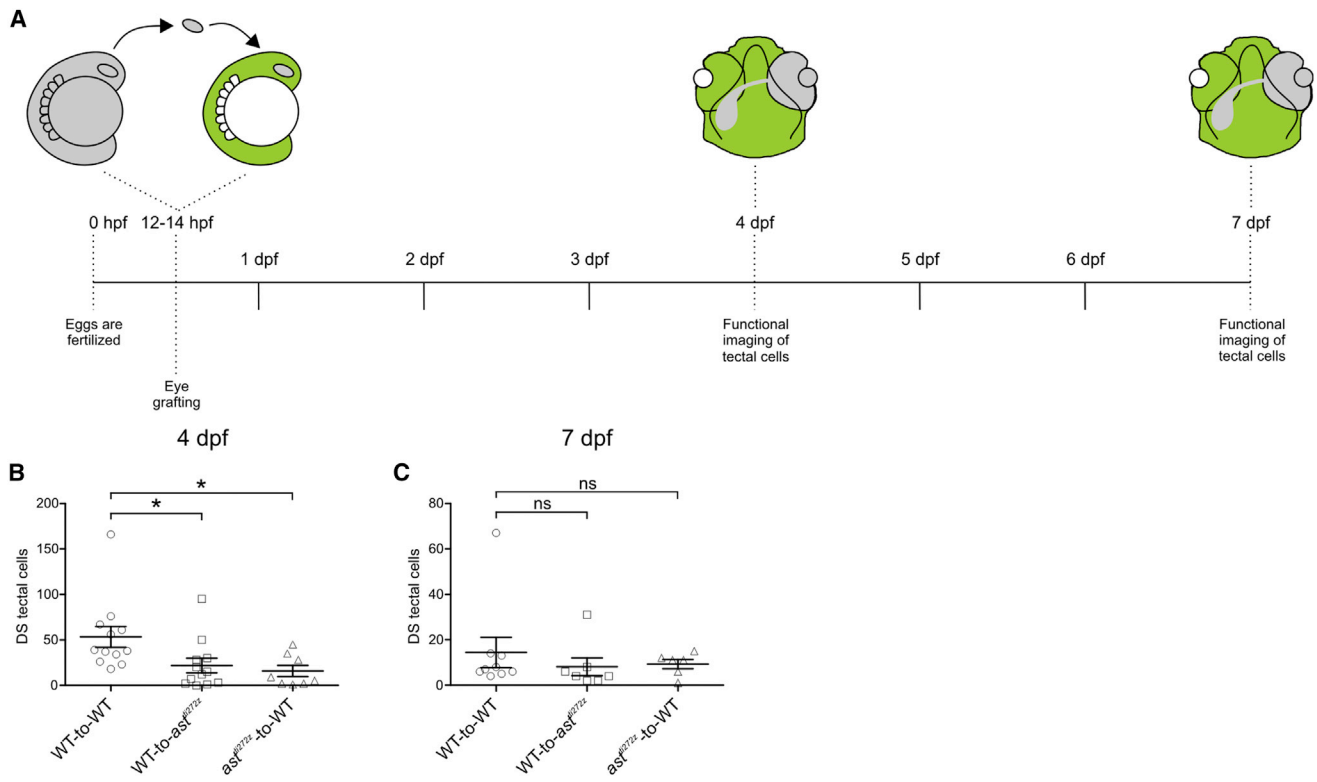 A
0 hpf 12-14 hpf 4 dpf 7 dpf
1 dpf 2 dpf 3 dpf 5 dpf 6 dpf
Eggs are
fertilized
Functional
imaging of
tectal cells
Functional
imaging of
tectal cells
Eye
grafting
4 dpf
B
DS tectal cells
200
150
100
50
0
*
*
WT-to-WT
WT-to-ast^ti272z
ast^ti272z-to-WT
7 dpf
C
DS tectal cells
80
60
40
20
0
ns
ns
WT-to-WT
WT-to-ast^ti272z
ast^ti272z-to-WT